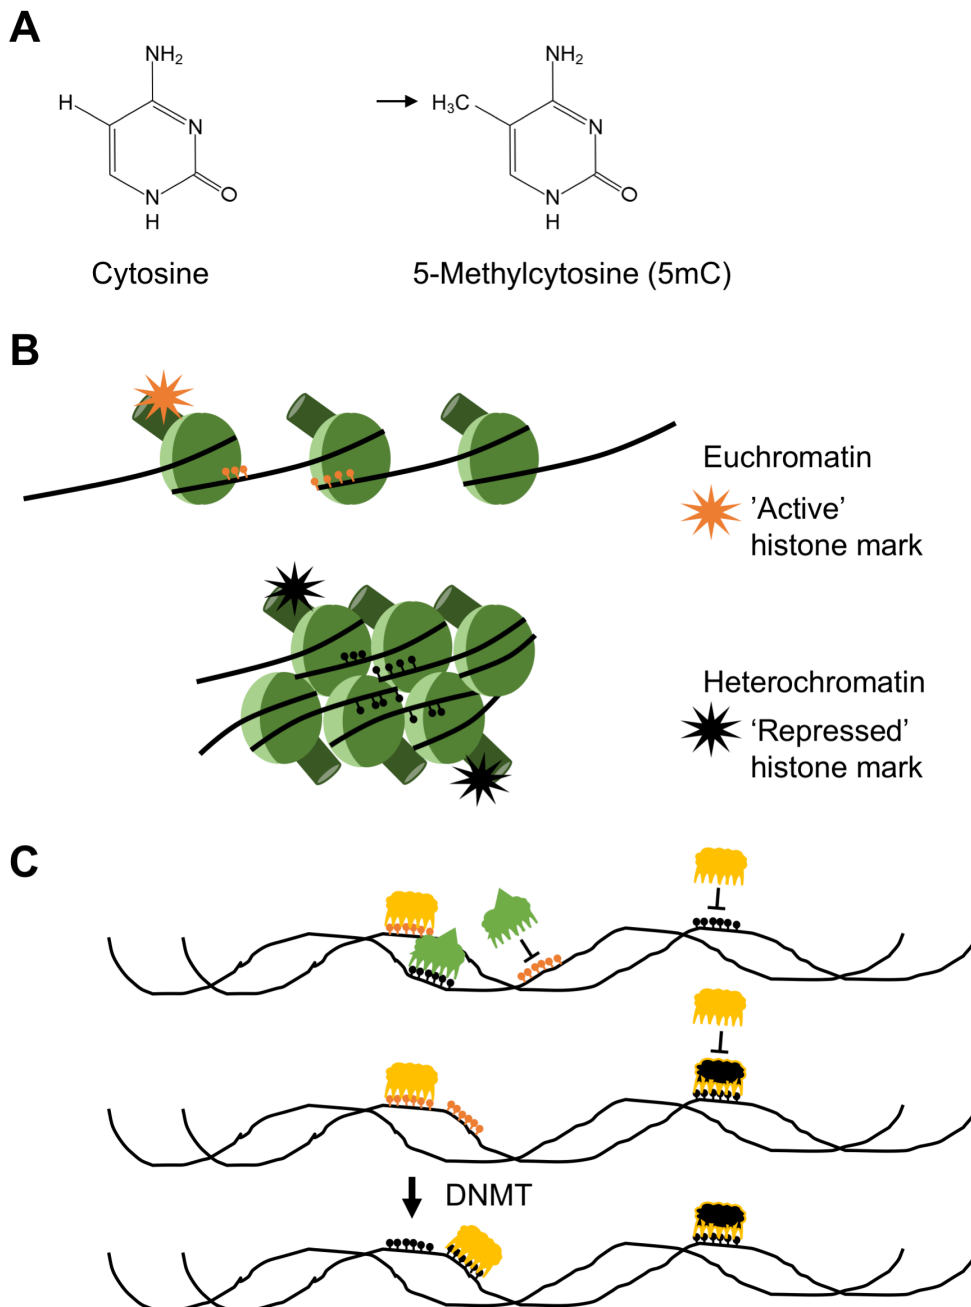 A
NH₂
H
N
N
O
H
Cytosine
NH₂
H₃C
N
N
O
H
5-Methylcytosine (5mC)
B
Euchromatin
’Active’
histone mark
Heterochromatin
‘Repressed’
histone mark
C
DNMT